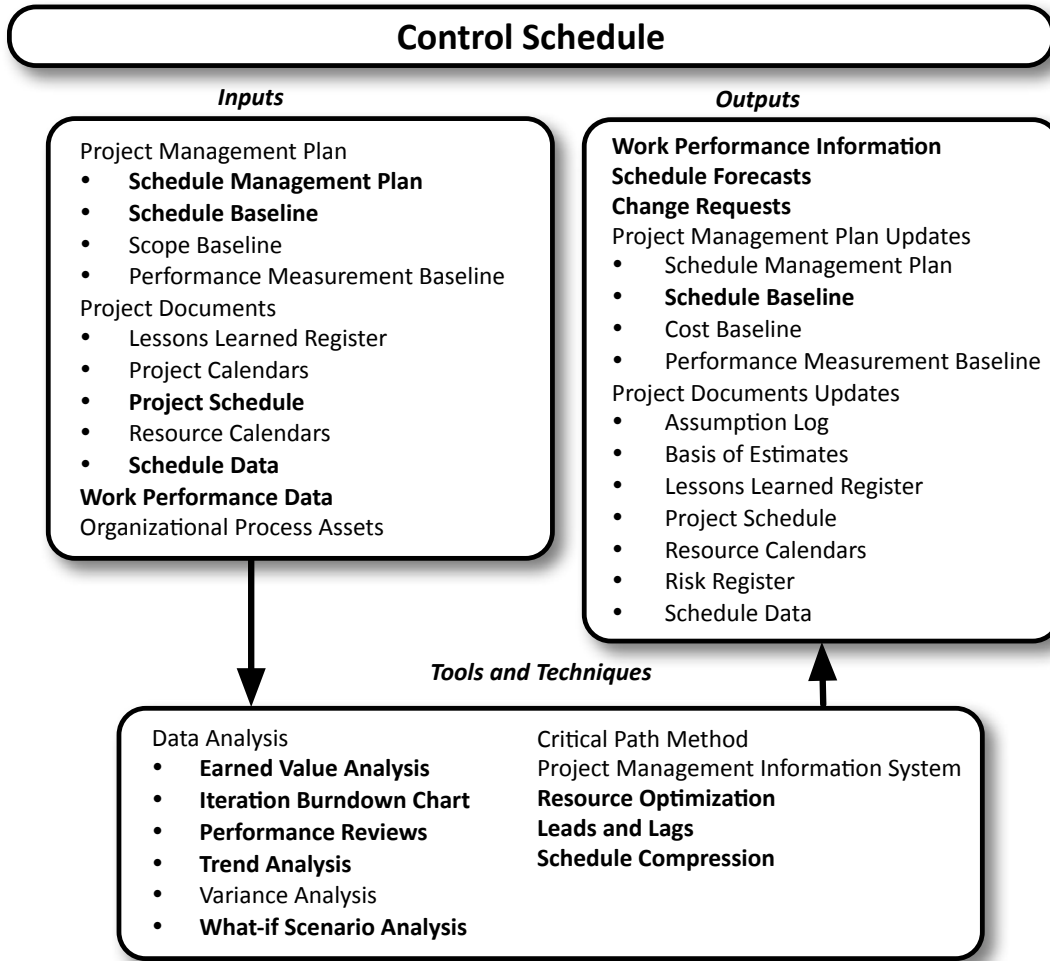 Control Schedule
Inputs
Project Management Plan
• Schedule Management Plan
• Schedule Baseline
• Scope Baseline
• Performance Measurement Baseline
Project Documents
• Lessons Learned Register
• Project Calendars
• Project Schedule
• Resource Calendars
• Schedule Data
Work Performance Data
Organizational Process Assets
Outputs
Work Performance Information
Schedule Forecasts
Change Requests
Project Management Plan Updates
• Schedule Management Plan
• Schedule Baseline
• Cost Baseline
• Performance Measurement Baseline
Project Documents Updates
• Assumption Log
• Basis of Estimates
• Lessons Learned Register
• Project Schedule
• Resource Calendars
• Risk Register
• Schedule Data
Tools and Techniques
Data Analysis
• Earned Value Analysis
• Iteration Burndown Chart
• Performance Reviews
• Trend Analysis
• Variance Analysis
• What-if Scenario Analysis
Critical Path Method
Project Management Information System
Resource Optimization
Leads and Lags
Schedule Compression